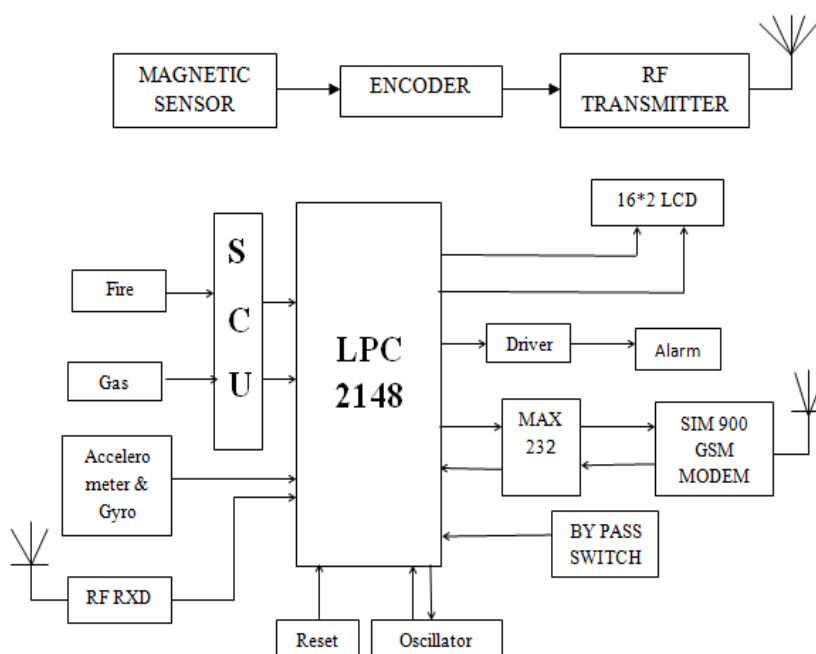 MAGNETIC
SENSOR
ENCODER
RF
TRANSMITTER
16*2 LCD
S
C
U
Fire
Gas
LPC
2148
Driver
Alarm
MAX
232
SIM 900
GSM
MODEM
Accelero
meter &
Gyro
BY PASS
SWITCH
RF RXD
Reset
Oscillator